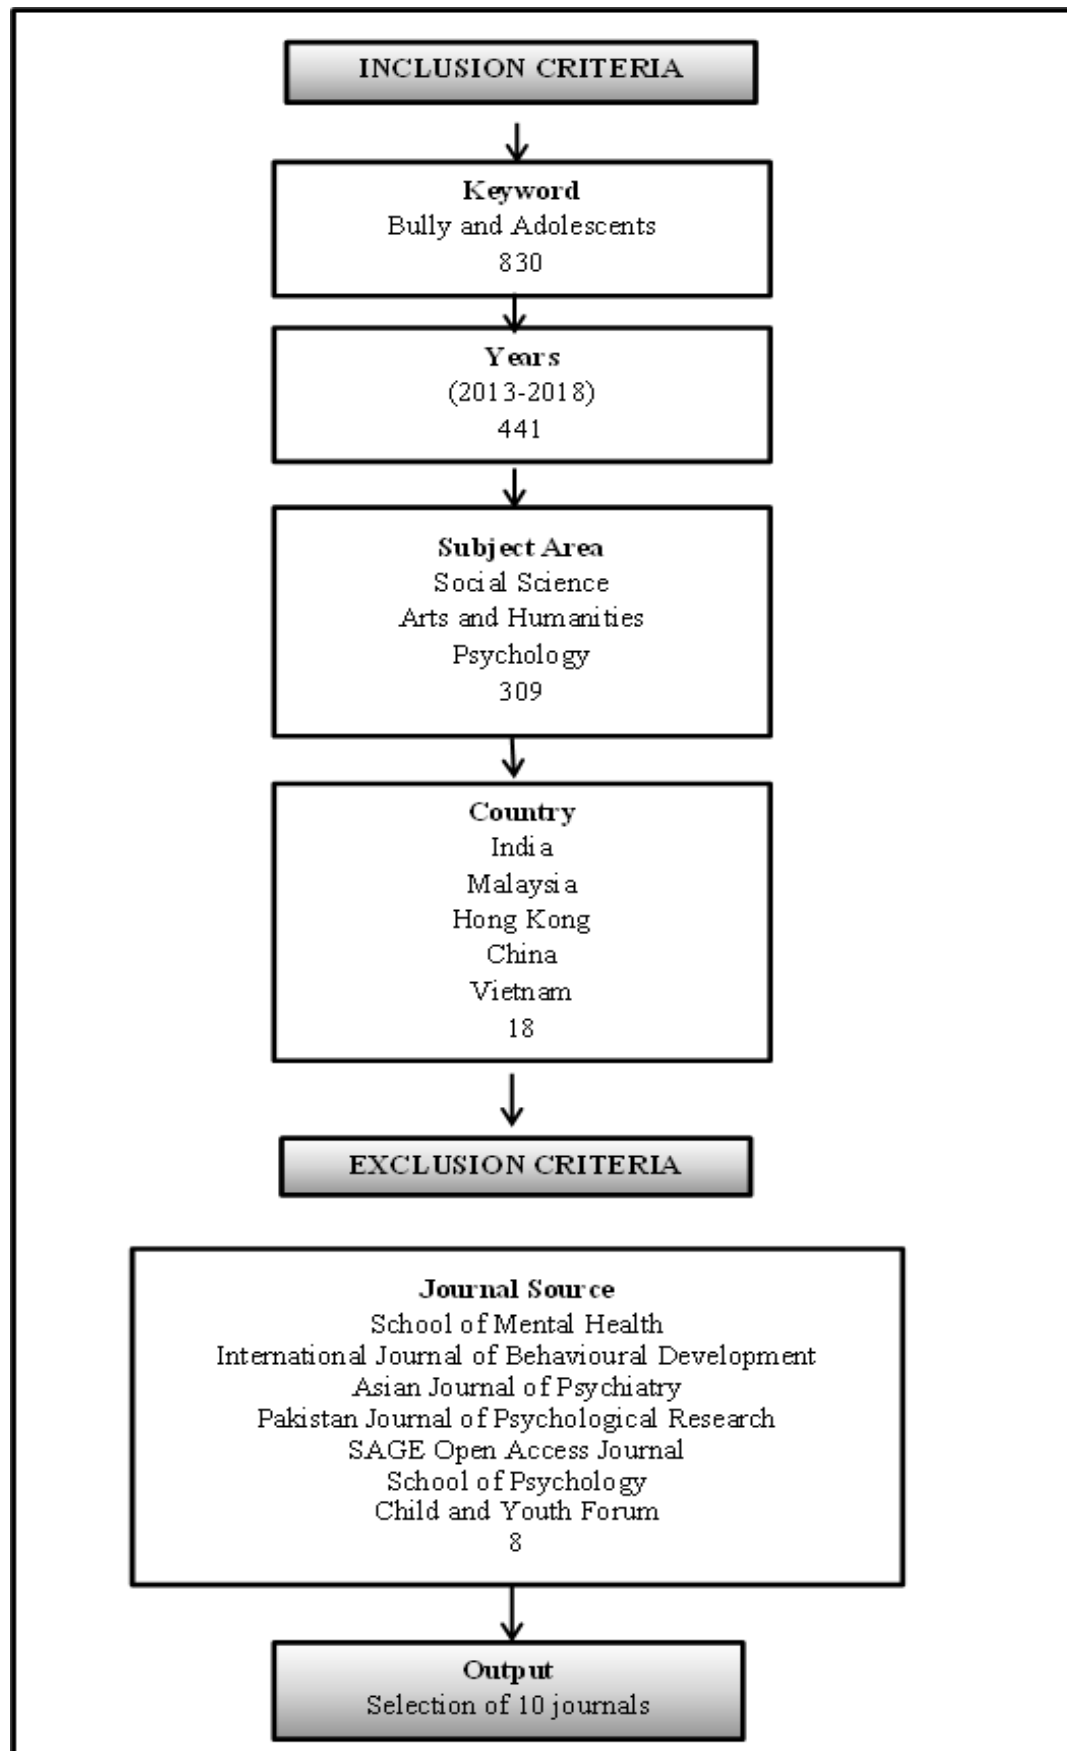 INCLUSION CRITERIA
Keyword
Bully and Adolescents
830
Years
(2013-2018)
441
Subject Area
Social Science
Arts and Humanities
Psychology
309
Country
India
Malaysia
Hong Kong
China
Vietnam
18
EXCLUSION CRITERIA
Journal Source
School of Mental Health
International Journal of Behavioural Development
Asian Journal of Psychiatry
Pakistan Journal of Psychological Research
SAGE Open Access Journal
School of Psychology
Child and Youth Forum
8
Output
Selection of 10 journals